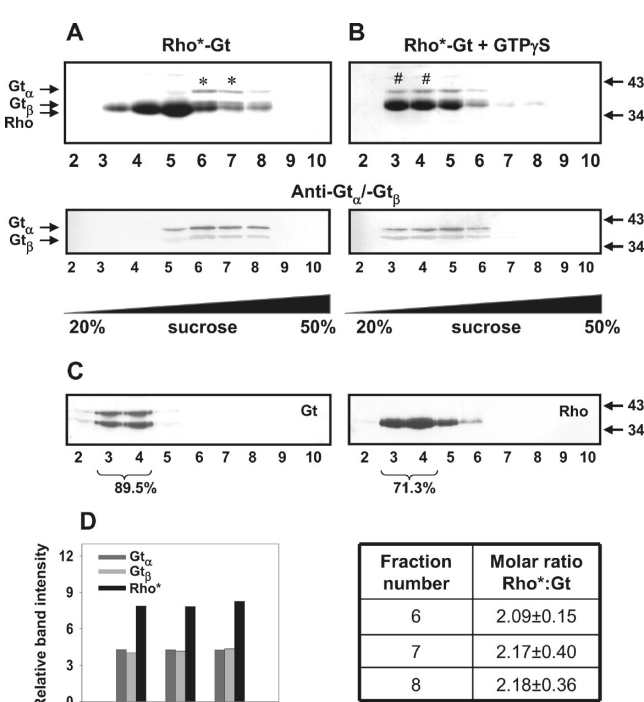 A
Rho*-Gt
B
Rho*-Gt + GTPγS
Gtα
Gtβ
Rho
* *
# #
43
34
2 3 4 5 6 7 8 9 10
2 3 4 5 6 7 8 9 10
Anti-Gtα/-Gtβ
Gtα
Gtβ
43
34
2 3 4 5 6 7 8 9 10
2 3 4 5 6 7 8 9 10
20% sucrose 50%
20% sucrose 50%
C
Gt
Rho
43
34
2 3 4 5 6 7 8 9 10
2 3 4 5 6 7 8 9 10
89.5%
71.3%
D
Relative band intensity
12
9
6
3
0
Gtα
Gtβ
Rho*
Fraction number
Molar ratio Rho*:Gt
6 2.09±0.15
7 2.17±0.40
8 2.18±0.36